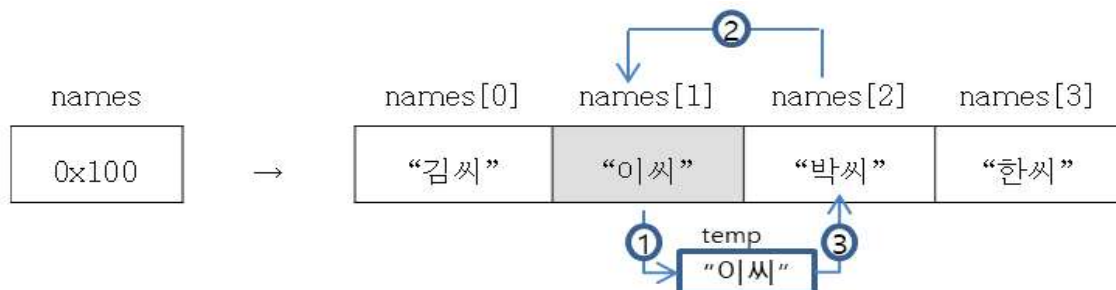 ②
names names[0] names[1] names[2] names[3]
0x100 → “김씨” “이씨” “박씨” “한씨”
① temp ③
“이씨”